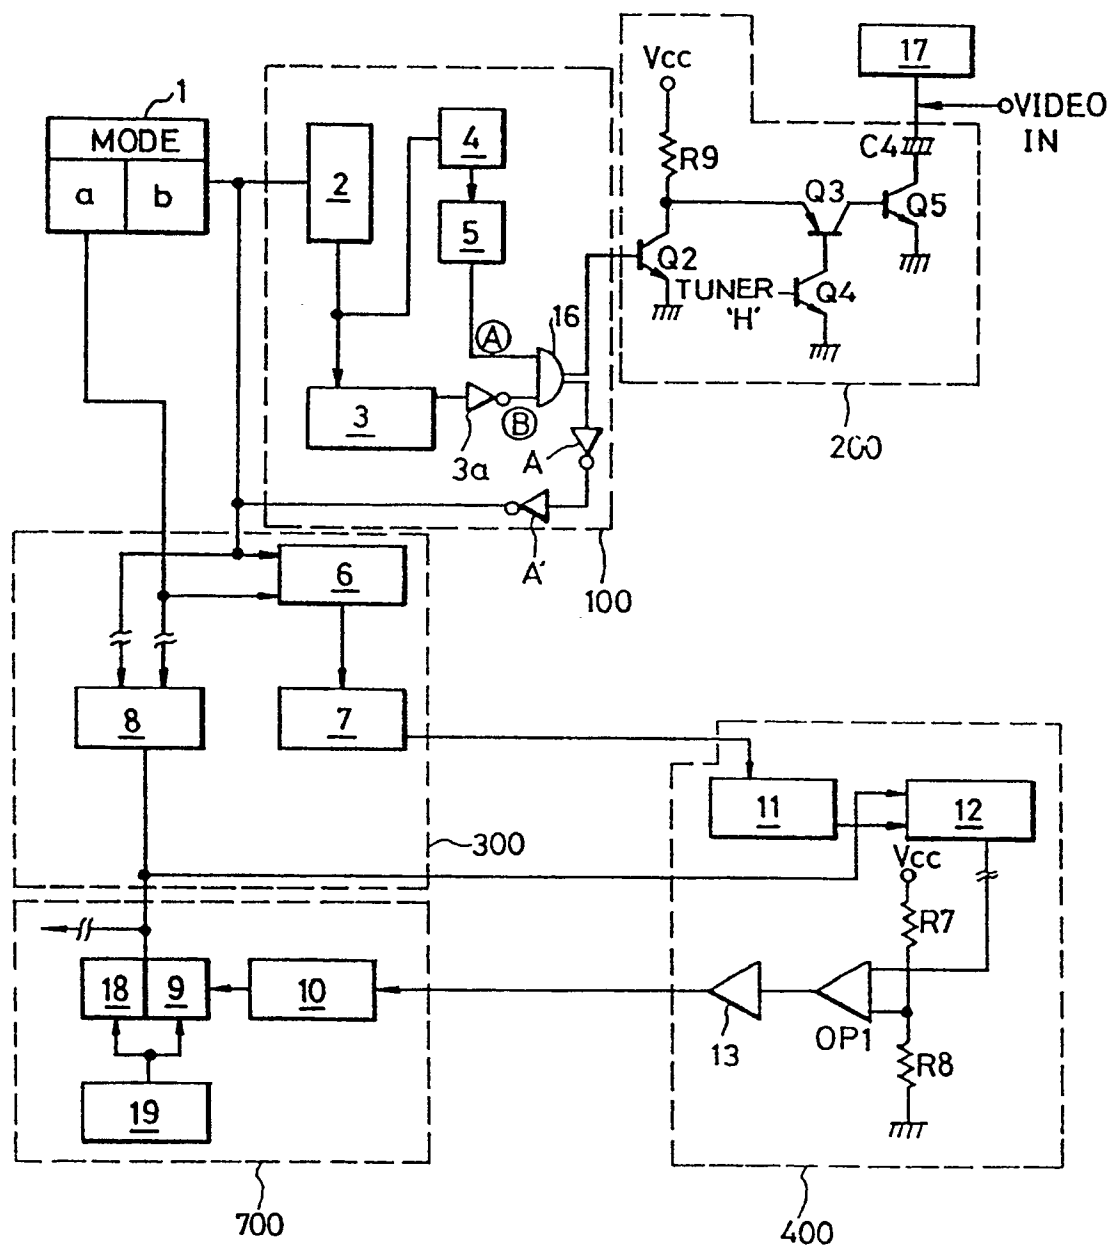 1
MODE
a b
2
4
5
A
16
B
3
3a
A
A'
100
Vcc
R9
Q2
TUNER
'H'
Q3
Q4
Q5
C4
17
VIDEO
IN
200
6
7
8
300
11
12
Vcc
R7
R8
OP1
13
400
18 9
10
19
700